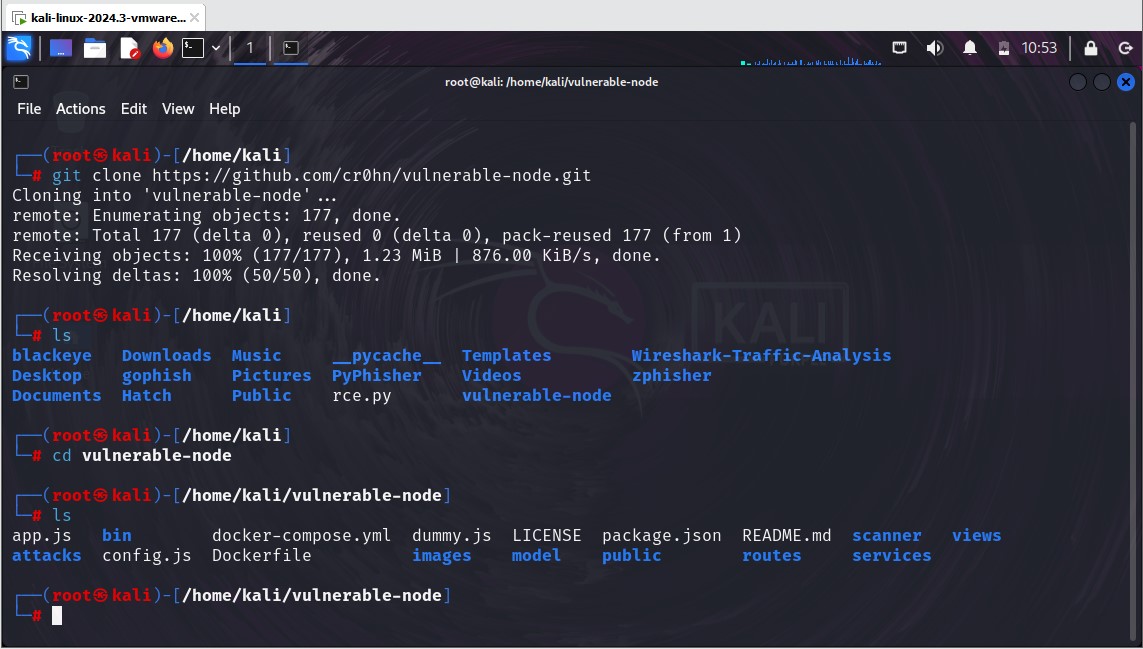 kali-linux-2024.3-vmware...
1
10:53
root@kali: /home/kali/vulnerable-node
File Actions Edit View Help
┌──(root㉿kali)-[/home/kali]
└─# git clone https://github.com/cr0hn/vulnerable-node.git
Cloning into 'vulnerable-node'...
remote: Enumerating objects: 177, done.
remote: Total 177 (delta 0), reused 0 (delta 0), pack-reused 177 (from 1)
Receiving objects: 100% (177/177), 1.23 MiB | 876.00 KiB/s, done.
Resolving deltas: 100% (50/50), done.
┌──(root㉿kali)-[/home/kali]
└─# ls
blackeye Downloads Music __pycache__ Templates Wireshark-Traffic-Analysis
Desktop gophish Pictures PyPhisher Videos zphisher
Documents Hatch Public rce.py vulnerable-node
┌──(root㉿kali)-[/home/kali]
└─# cd vulnerable-node
┌──(root㉿kali)-[/home/kali/vulnerable-node]
└─# ls
app.js bin docker-compose.yml dummy.js LICENSE package.json README.md scanner views
attacks config.js Dockerfile images model public routes services
┌──(root㉿kali)-[/home/kali/vulnerable-node]
└─#
KALI